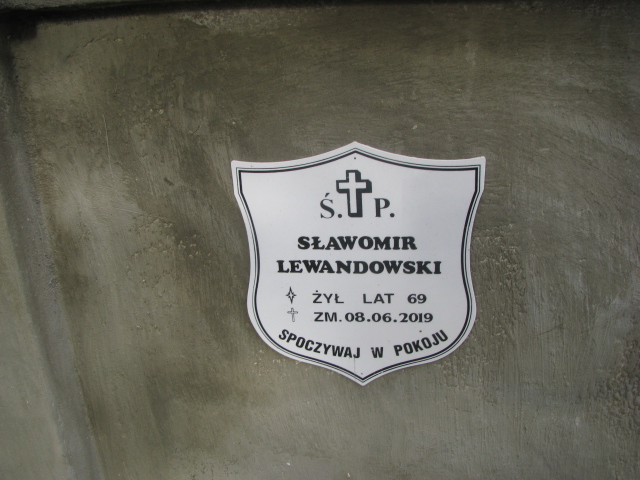 Ś. P.
SŁAWOMIR
LEWANDOWSKI
ŻYŁ LAT 69
ZM. 08.06.2019
SPOCZYWAJ W POKOJU